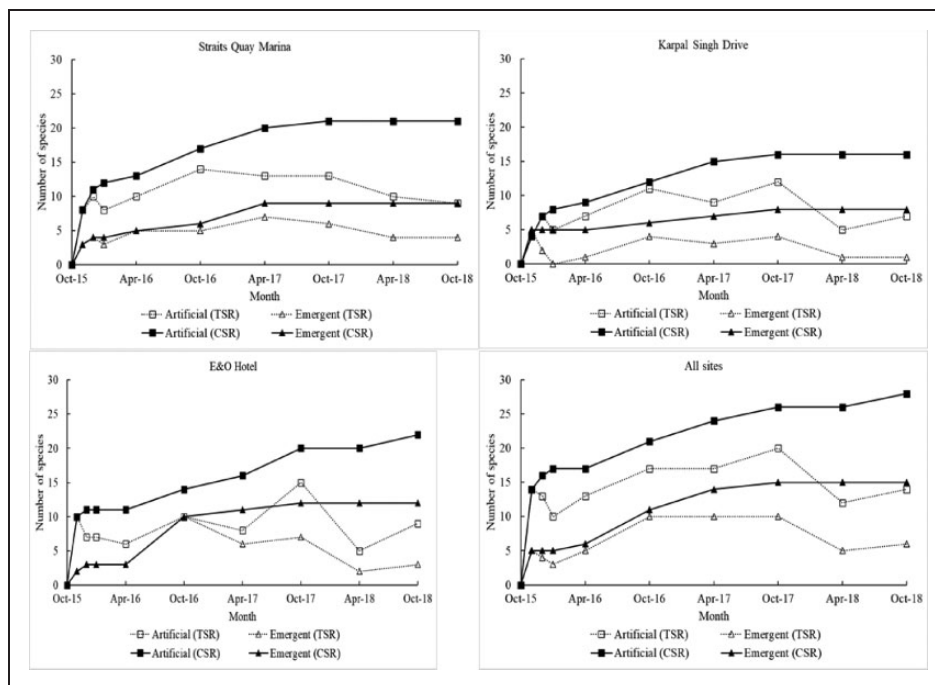 Straits Quay Marina
30
25
20
15
10
5
0
Number of species
Oct-15 Apr-16 Oct-16 Apr-17 Oct-17 Apr-18 Oct-18
Month
Artificial (TSR) Emergent (TSR)
Artificial (CSR) Emergent (CSR)
Karpal Singh Drive
30
25
20
15
10
5
0
Number of species
Oct-15 Apr-16 Oct-16 Apr-17 Oct-17 Apr-18 Oct-18
Month
Artificial (TSR) Emergent (TSR)
Artificial (CSR) Emergent (CSR)
E&O Hotel
30
25
20
15
10
5
0
Number of species
Oct-15 Apr-16 Oct-16 Apr-17 Oct-17 Apr-18 Oct-18
Month
Artificial (TSR) Emergent (TSR)
Artificial (CSR) Emergent (CSR)
All sites
30
25
20
15
10
5
0
Number of species
Oct-15 Apr-16 Oct-16 Apr-17 Oct-17 Apr-18 Oct-18
Month
Artificial (TSR) Emergent (TSR)
Artificial (CSR) Emergent (CSR)